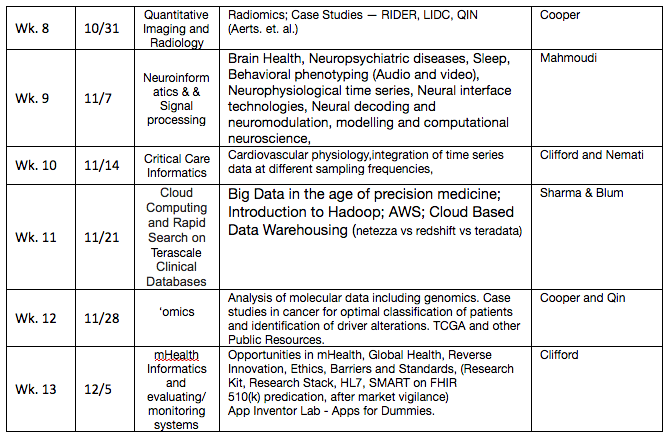 Wk. 8
10/31
Quantitative
Imaging and
Radiology
Radiomics; Case Studies — RIDER, LIDC, QIN
(Aerts. et. al.)
Cooper
Wk. 9
11/7
Neuroinform
atics & &
Signal
processing
Brain Health, Neuropsychiatric diseases, Sleep,
Behavioral phenotyping (Audio and video),
Neurophysiological time series, Neural interface
technologies, Neural decoding and
neuromodulation, modelling and computational
neuroscience,
Mahmoudi
Wk. 10
11/14
Critical Care
Informatics
Cardiovascular physiology,integration of time series
data at different sampling frequencies,
Clifford and Nemati
Wk. 11
11/21
Cloud
Computing
and Rapid
Search on
Terascale
Clinical
Databases
Big Data in the age of precision medicine;
Introduction to Hadoop; AWS; Cloud Based
Data Warehousing (netezza vs redshift vs teradata)
Sharma & Blum
Wk. 12
11/28
‘omics
Analysis of molecular data including genomics. Case
studies in cancer for optimal classification of patients
and identification of driver alterations. TCGA and other
Public Resources.
Cooper and Qin
Wk. 13
12/5
mHealth
Informatics
and
evaluating/
monitoring
systems
Opportunities in mHealth, Global Health, Reverse
Innovation, Ethics, Barriers and Standards, (Research
Kit, Research Stack, HL7, SMART on FHIR
510(k) predication, after market vigilance)
App Inventor Lab - Apps for Dummies.
Clifford